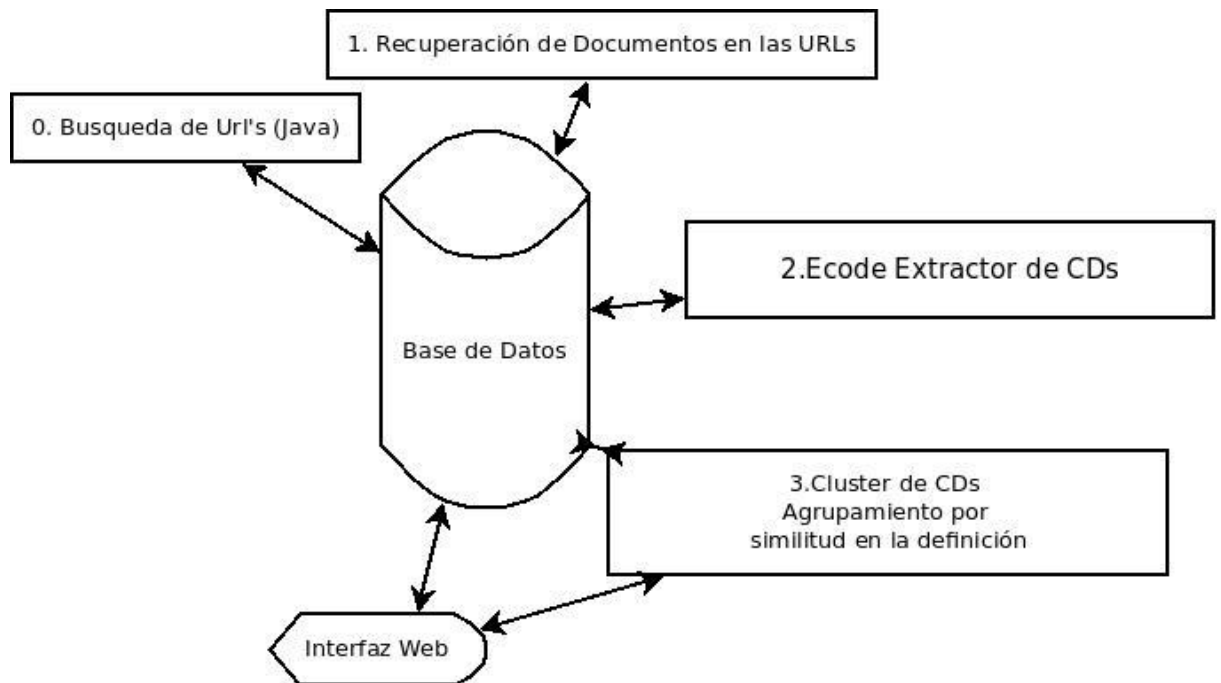 1. Recuperación de Documentos en las URLs
0. Busqueda de Url's (Java)
2.Ecode Extractor de CDs
Base de Datos
3.Cluster de CDs
Agrupamiento por
similitud en la definición
Interfaz Web